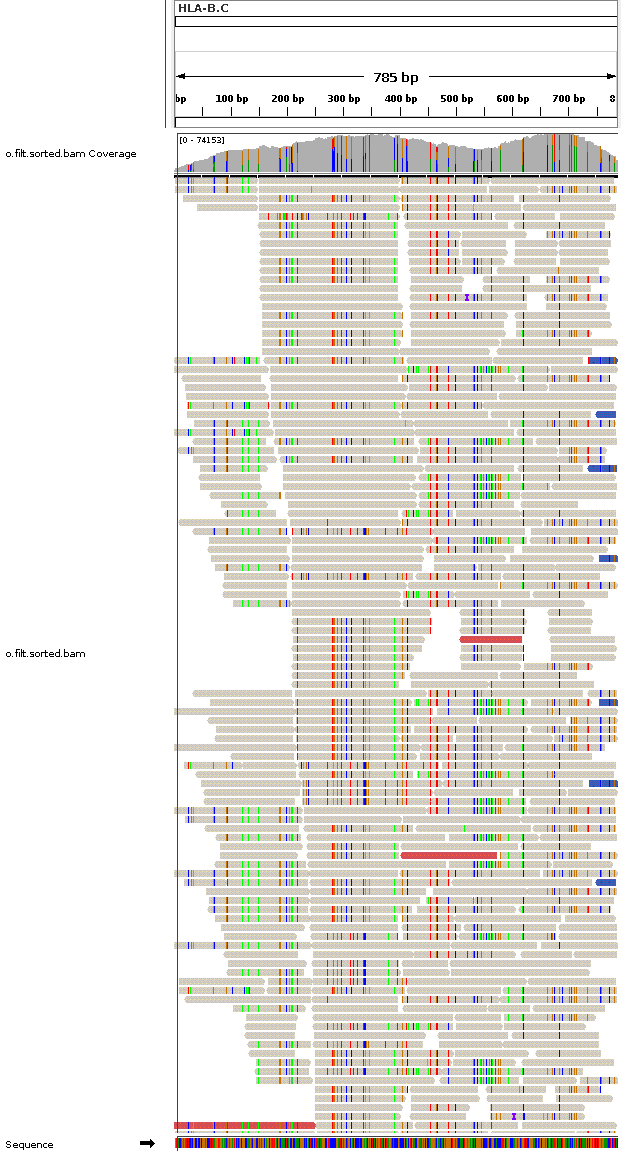 HLA-B.C
785 bp
bp 100 bp 200 bp 300 bp 400 bp 500 bp 600 bp 700 bp 8
[0 - 74153]
o.filt.sorted.bam Coverage
o.filt.sorted.bam
Sequence